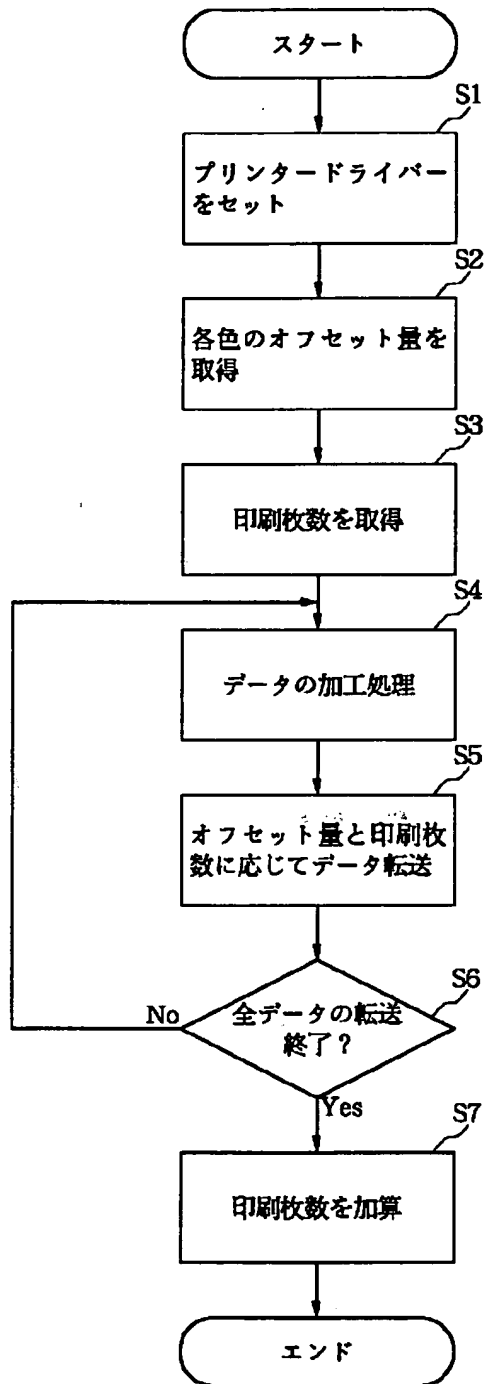 スタート
S1
プリンタードライバー
をセット
S2
各色のオフセット量を
取得
S3
印刷枚数を取得
S4
データの加工処理
S5
オフセット量と印刷枚
数に応じてデータ転送
S6
全データの転送
終了？
No
Yes
S7
印刷枚数を加算
エンド